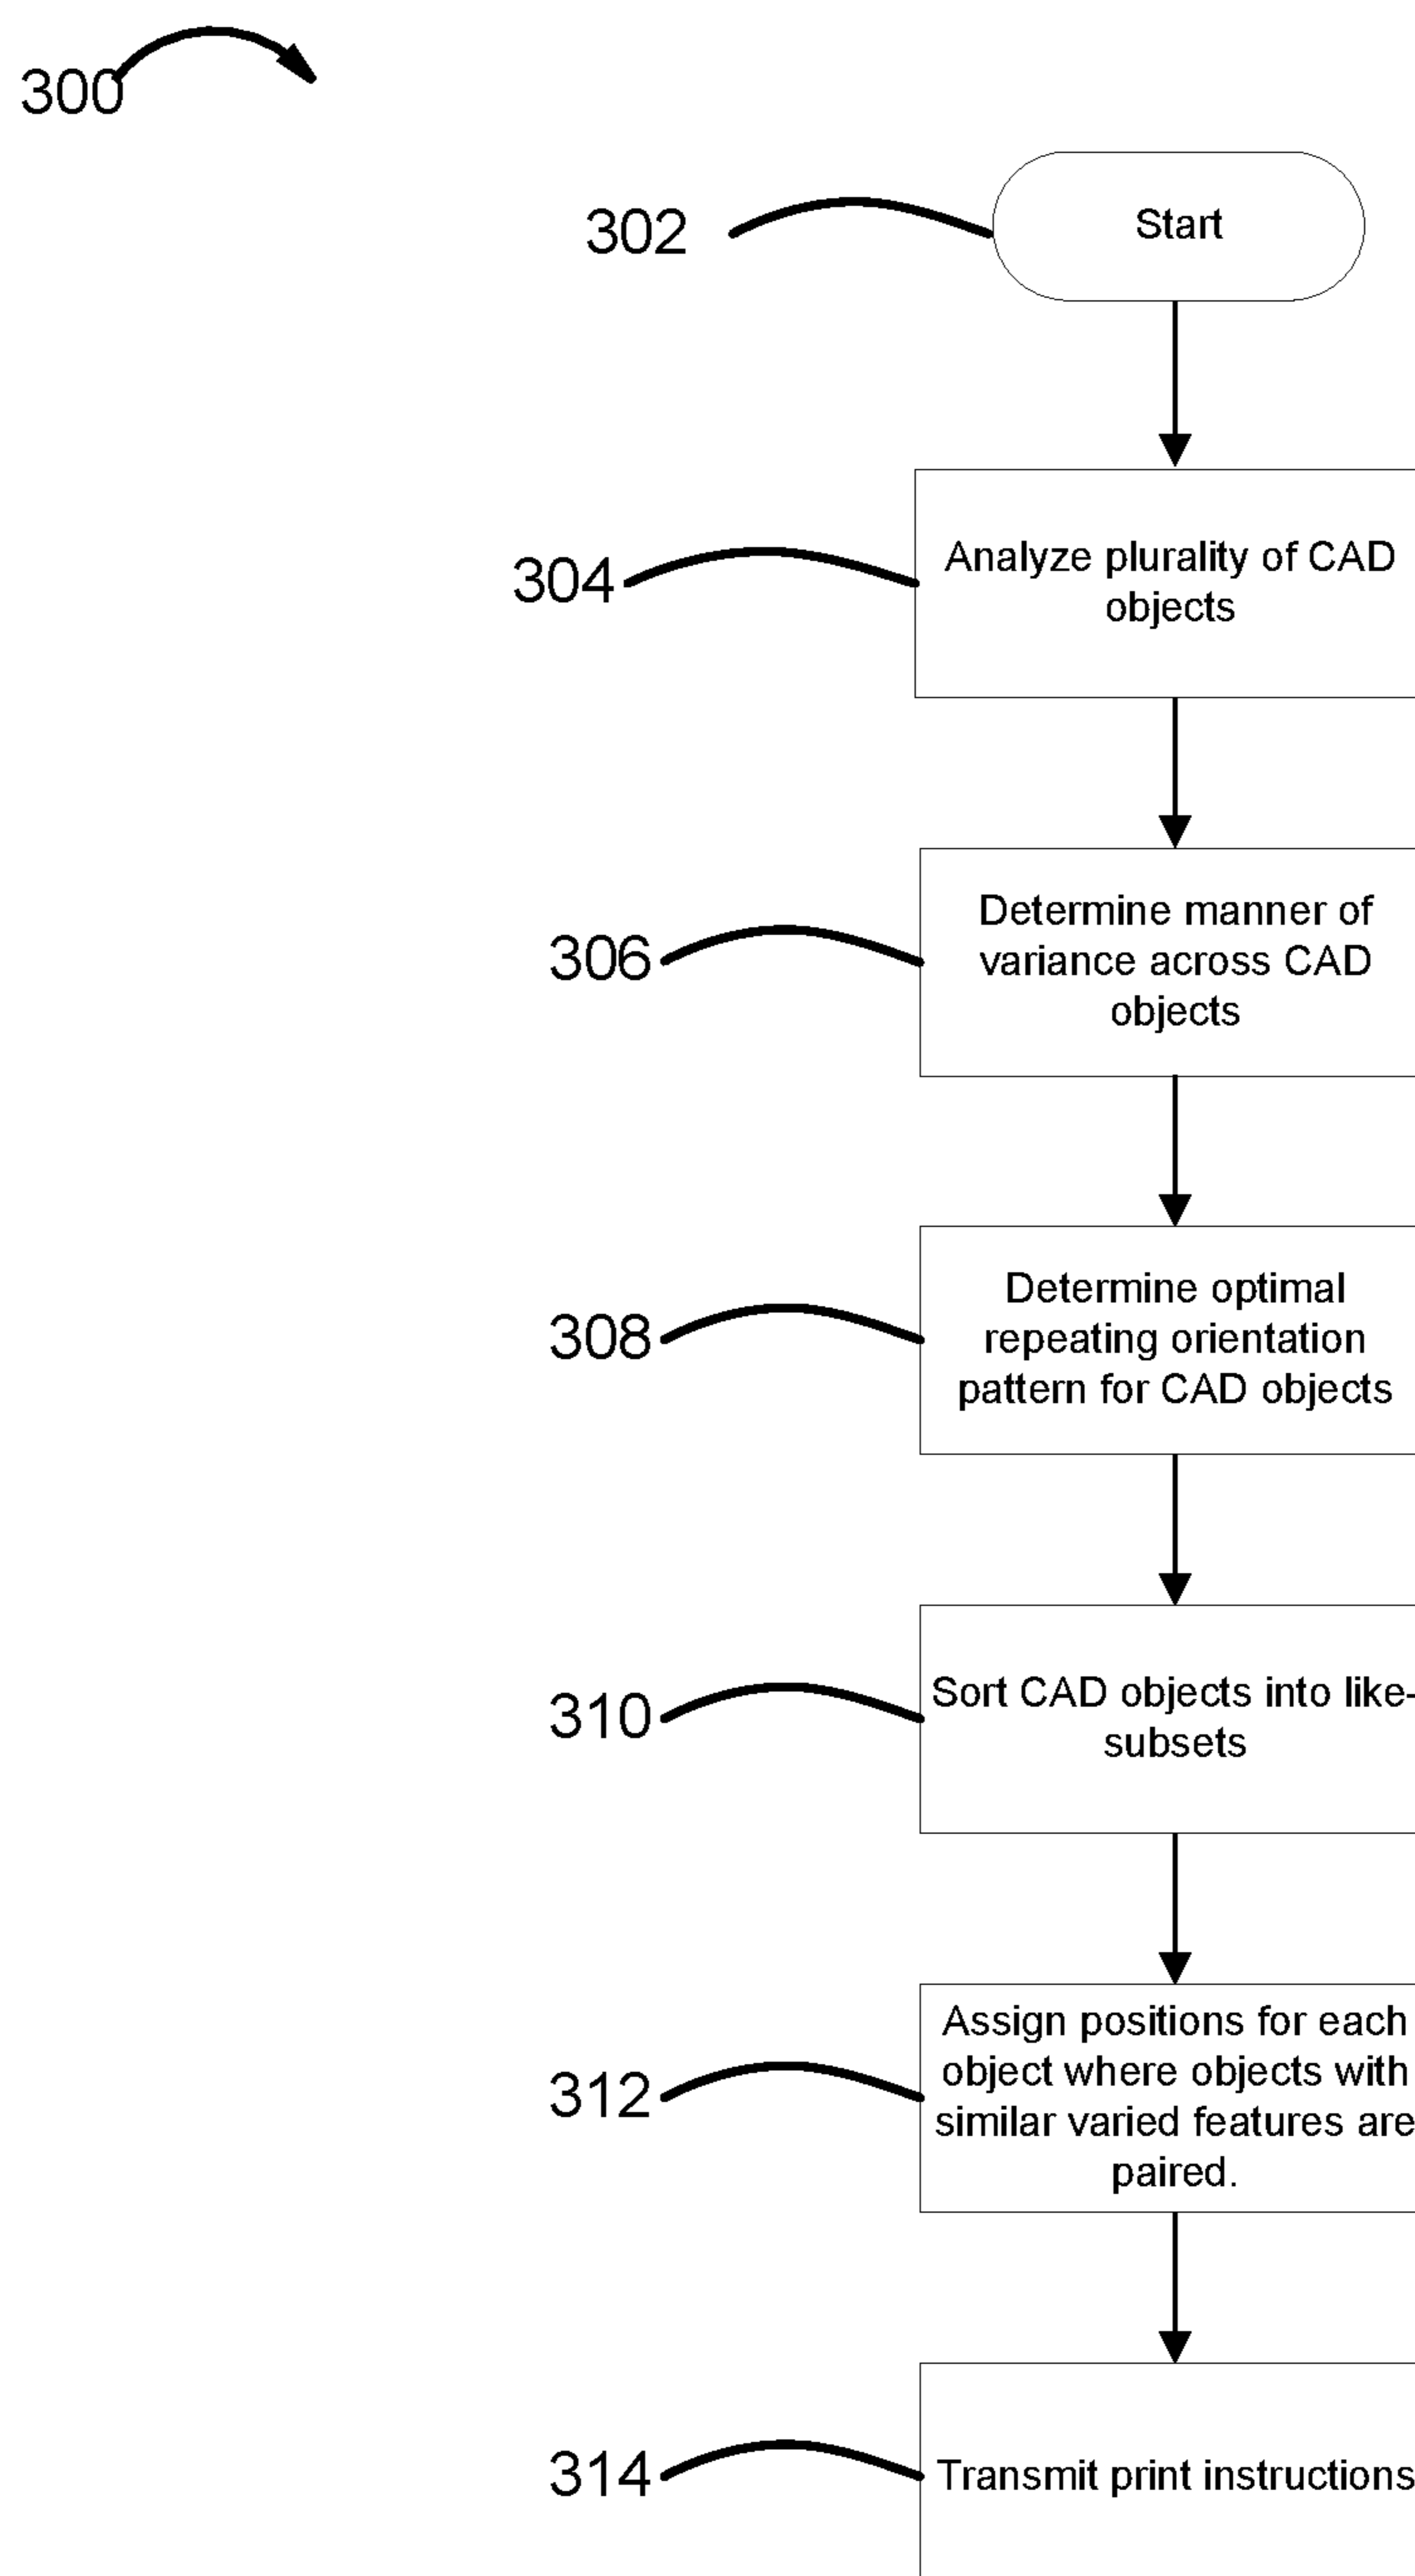 300
302
Start
304
Analyze plurality of CAD
objects
306
Determine manner of
variance across CAD
objects
308
Determine optimal
repeating orientation
pattern for CAD objects
310
Sort CAD objects into like-
subsets
312
Assign positions for each
object where objects with
similar varied features are
paired.
314
Transmit print instructions